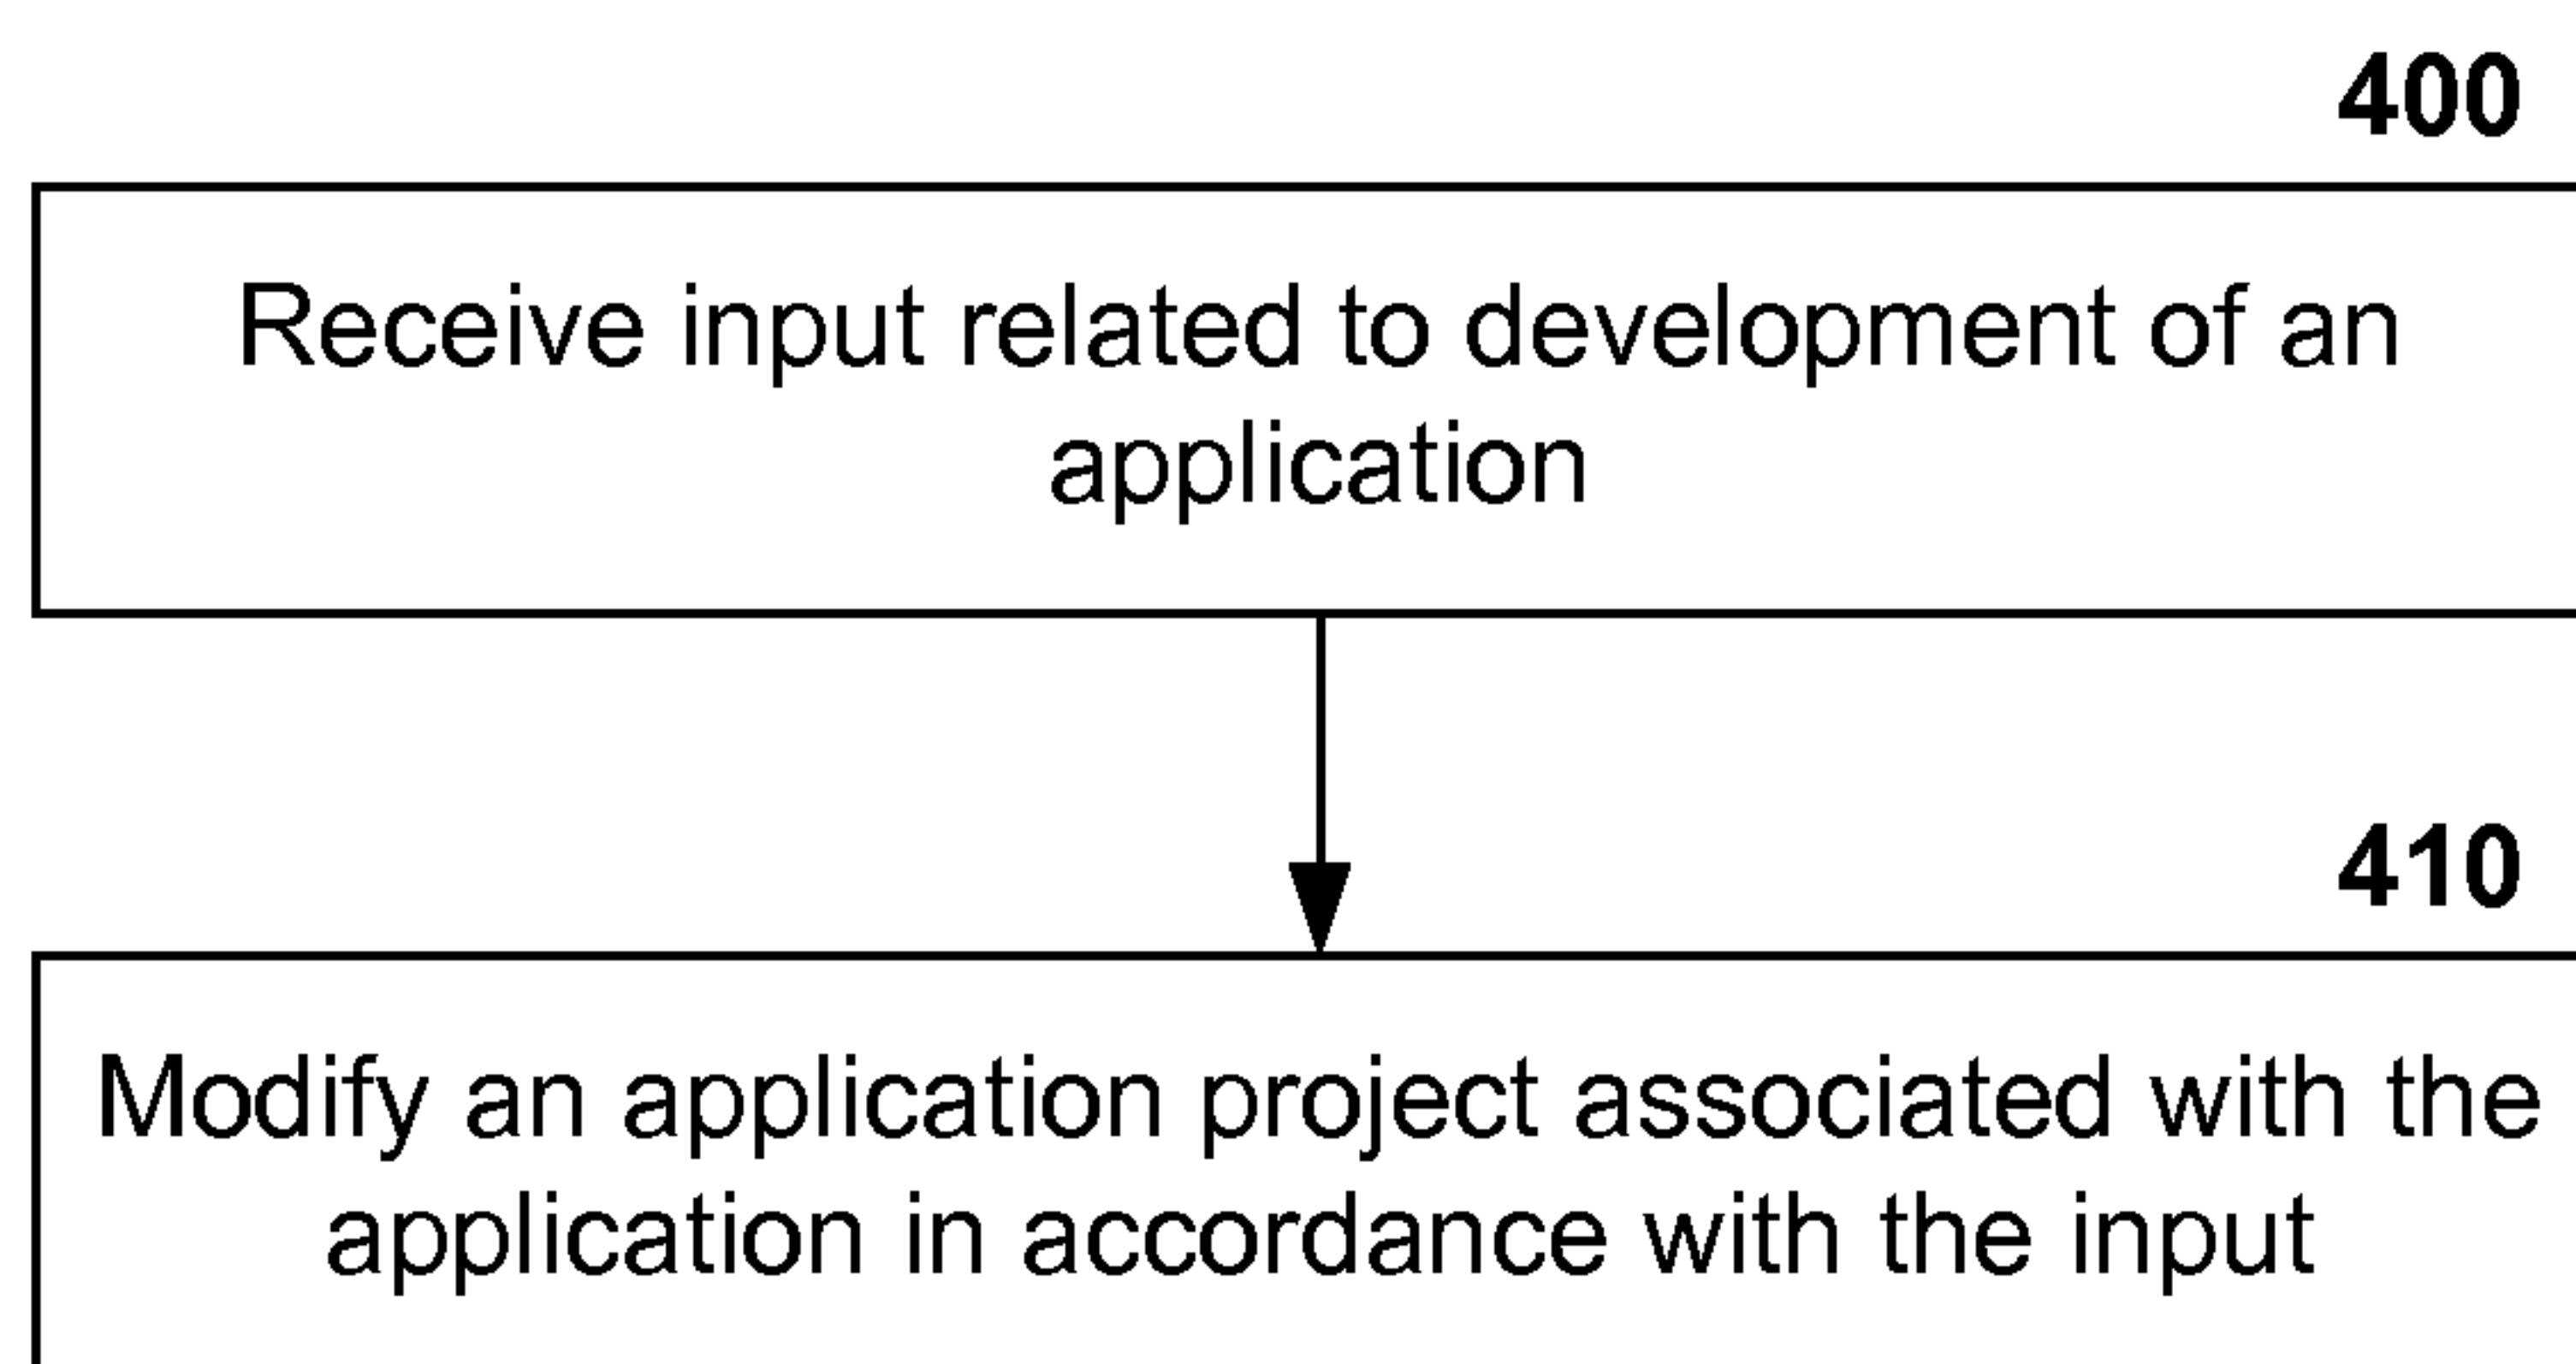 400
Receive input related to development of an
application
410
Modify an application project associated with the
application in accordance with the input